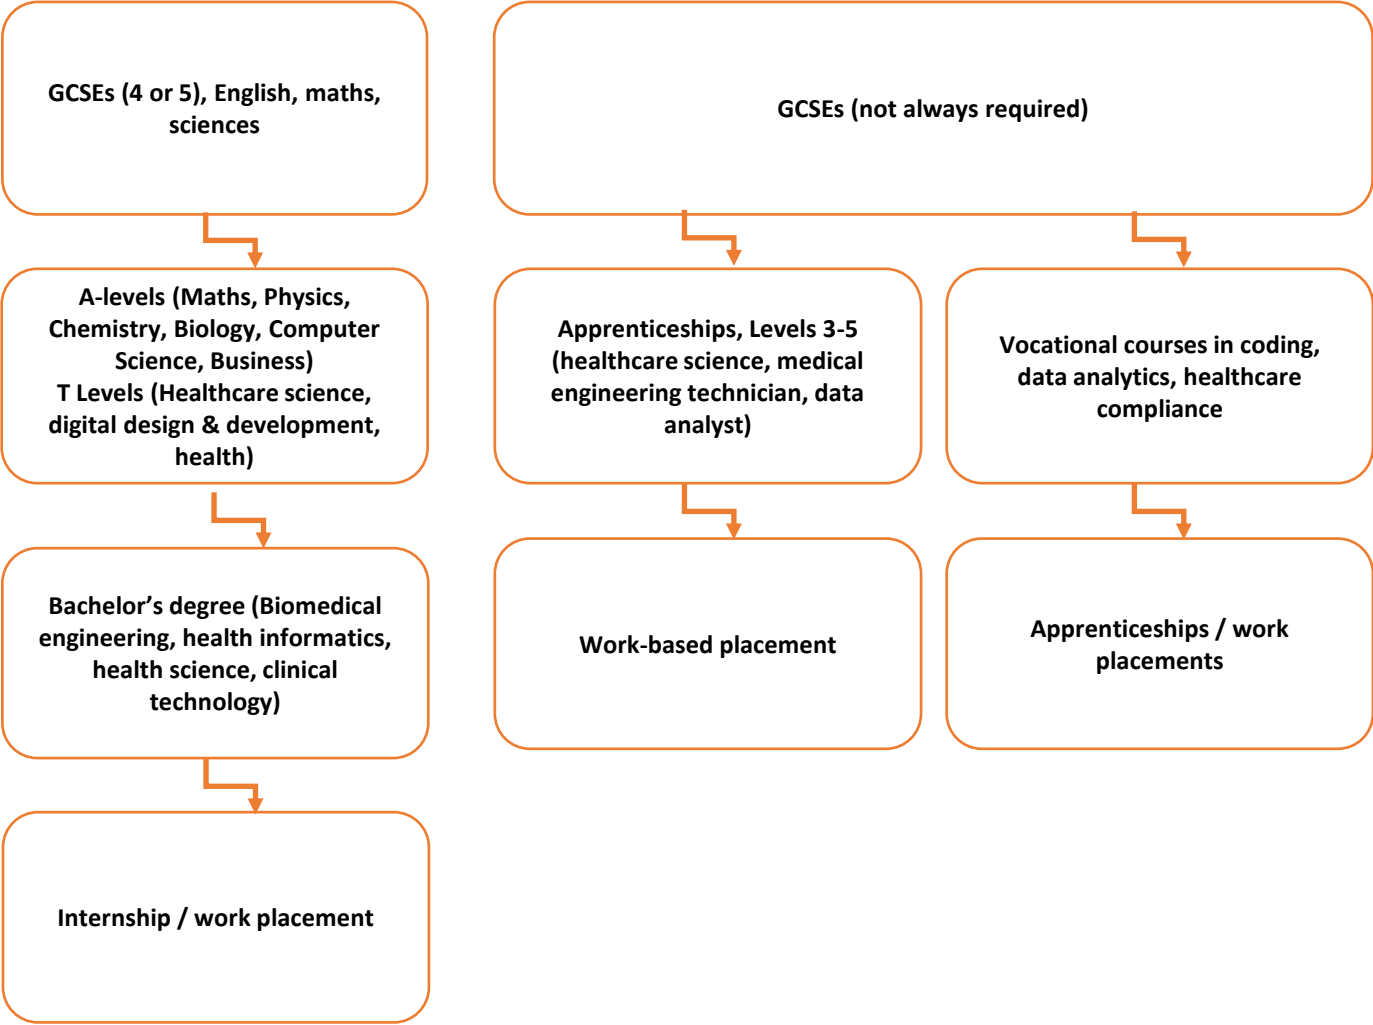 GCSEs (4 or 5), English, maths,
sciences
GCSEs (not always required)
A-levels (Maths, Physics,
Chemistry, Biology, Computer
Science, Business)
T Levels (Healthcare science,
digital design & development,
health)
Apprenticeships, Levels 3-5
(healthcare science, medical
engineering technician, data
analyst)
Vocational courses in coding,
data analytics, healthcare
compliance
Bachelor’s degree (Biomedical
engineering, health informatics,
health science, clinical
technology)
Work-based placement
Apprenticeships / work
placements
Internship / work placement